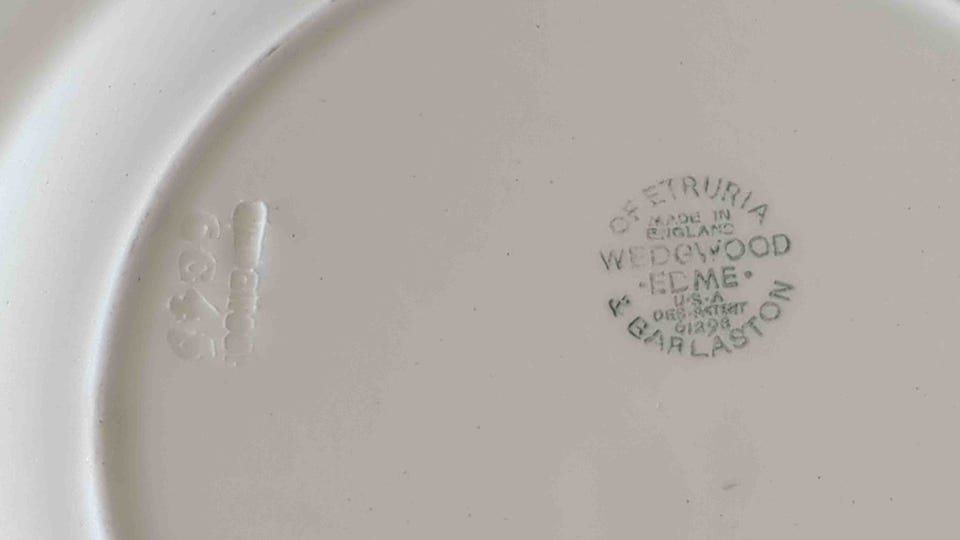 OF ETRURIA
MADE IN
ENGLAND
WEDGWOOD
·EDME·
U·S·A
DES·PATENT
61298
& BARLASTON